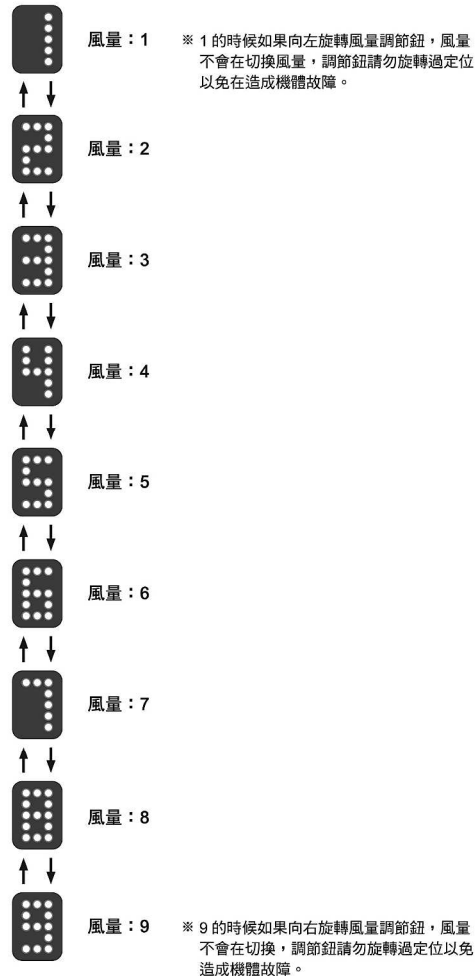 風量：1
※ 1 的時候如果向左旋轉風量調節鈕，風量
不會在切換風量，調節鈕請勿旋轉過定位
以免在造成機體故障。
風量：2
風量：3
風量：4
風量：5
風量：6
風量：7
風量：8
風量：9
※ 9 的時候如果向右旋轉風量調節鈕，風量
不會在切換，調節鈕請勿旋轉過定位以免
造成機體故障。